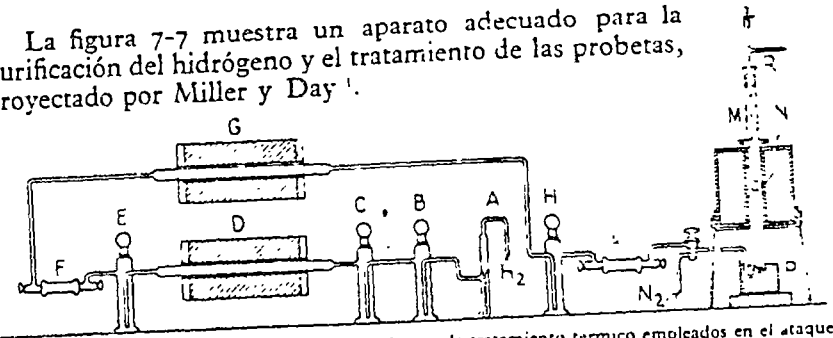 La figura 7-7 muestra un aparato adecuado para la
urificación del hidrógeno y el tratamiento de las probetas,
royectado por Miller y Day ¹.
G
M
E
D
C
B
A
H
F
h₂
N₂
tratamiento termico empleados en el ataque